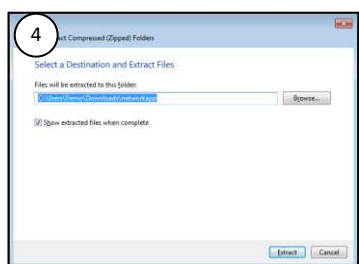 4
act Compressed (Zipped) Folders
Select a Destination and Extract Files
Files will be extracted to this folder:
C:\Users\Demo\Downloads\networkapp
Browse...
Show extracted files when complete
Extract Cancel